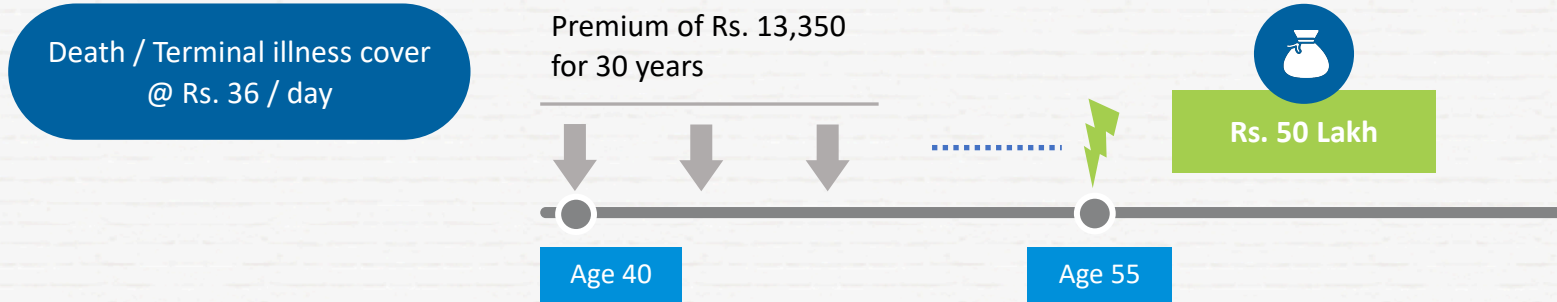 Death / Terminal illness cover
@ Rs. 36 / day
Premium of Rs. 13,350
for 30 years
Rs. 50 Lakh
Age 40
Age 55